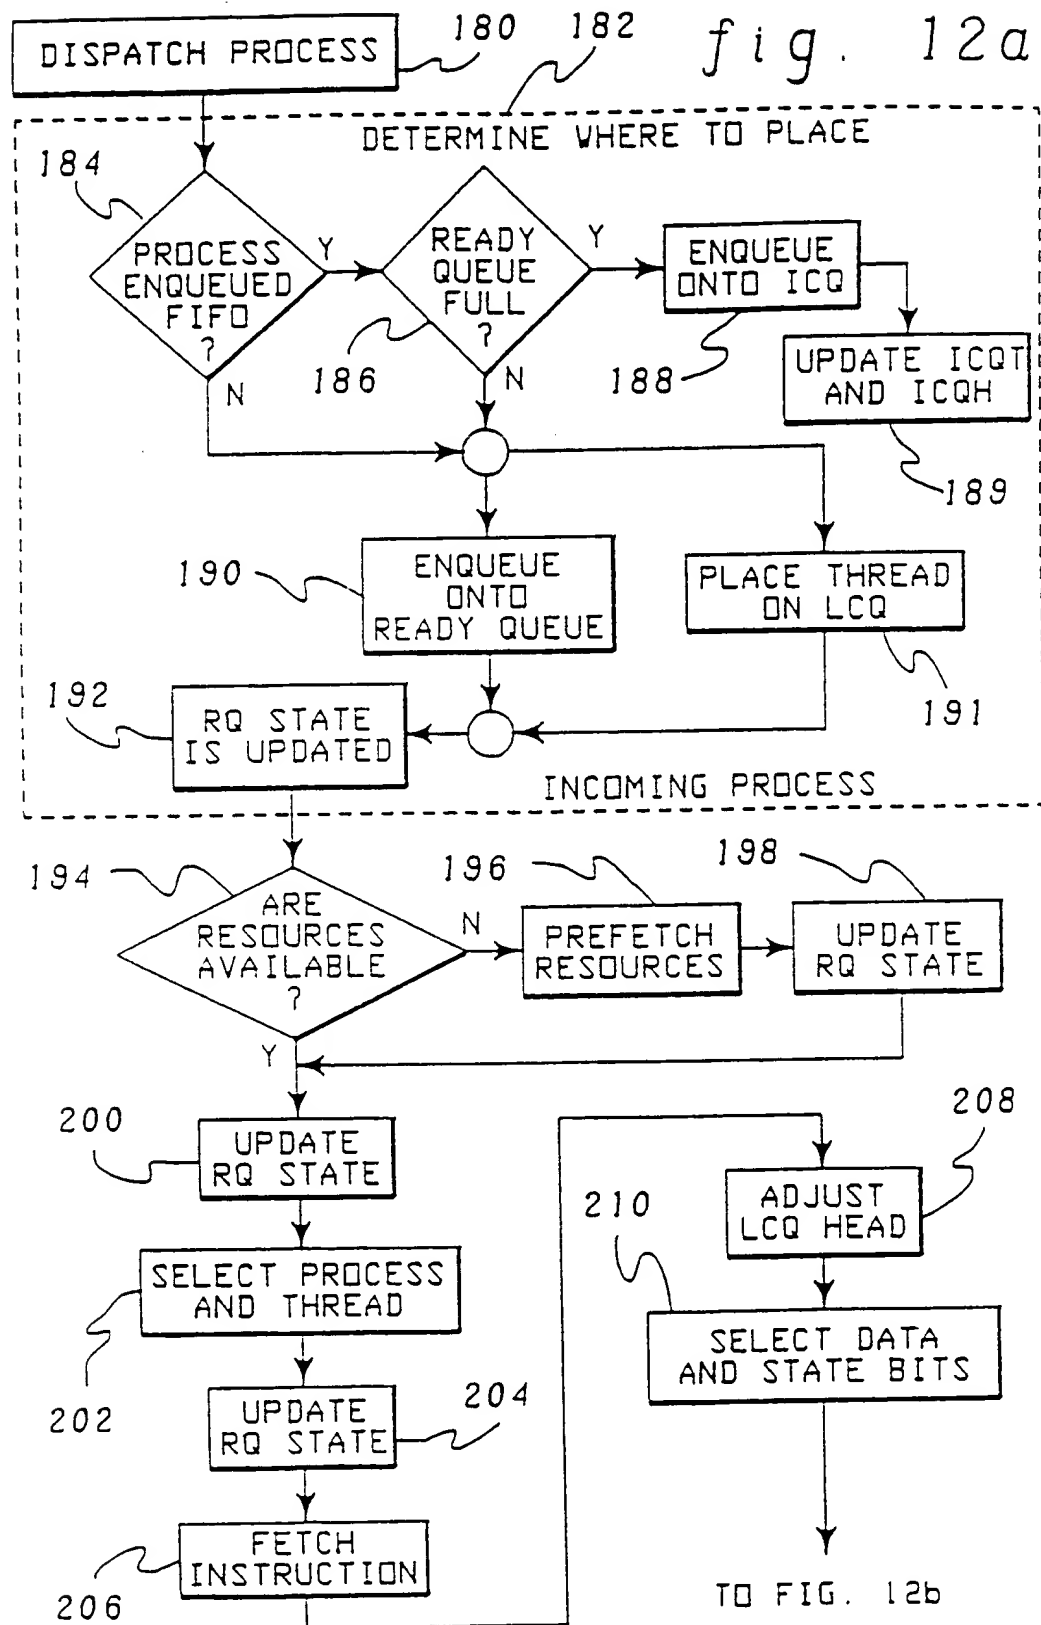 fig. 12a
DISPATCH PROCESS
180
182
DETERMINE WHERE TO PLACE
184
PROCESS
ENQUEUED
FIFO
?
Y
N
READY
QUEUE
FULL
?
186
Y
N
ENQUEUE
ONTO ICQ
188
UPDATE ICQT
AND ICQH
189
190
ENQUEUE
ONTO
READY QUEUE
PLACE THREAD
ON LCQ
191
192
RQ STATE
IS UPDATED
INCOMING PROCESS
194
ARE
RESOURCES
AVAILABLE
?
N
Y
196
PREFETCH
RESOURCES
198
UPDATE
RQ STATE
200
UPDATE
RQ STATE
SELECT PROCESS
AND THREAD
202
UPDATE
RQ STATE
204
FETCH
INSTRUCTION
206
208
ADJUST
LCQ HEAD
210
SELECT DATA
AND STATE BITS
TO FIG. 12b